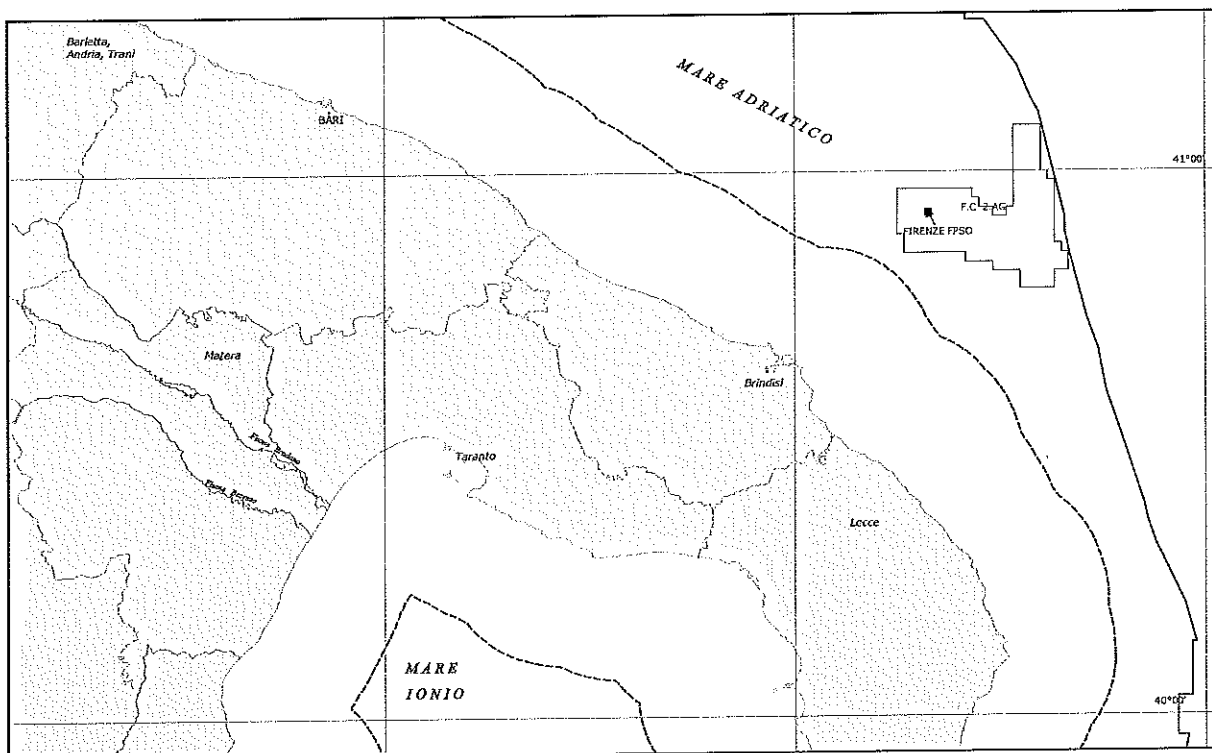 Barletta,
Andria, Trani
BARI
MARE ADRIATICO
41°00'
F.C 2 AG
FIRENZE FPSO
Matera
Brindisi
Taranto
Lecce
MARE
IONIO
40°00'